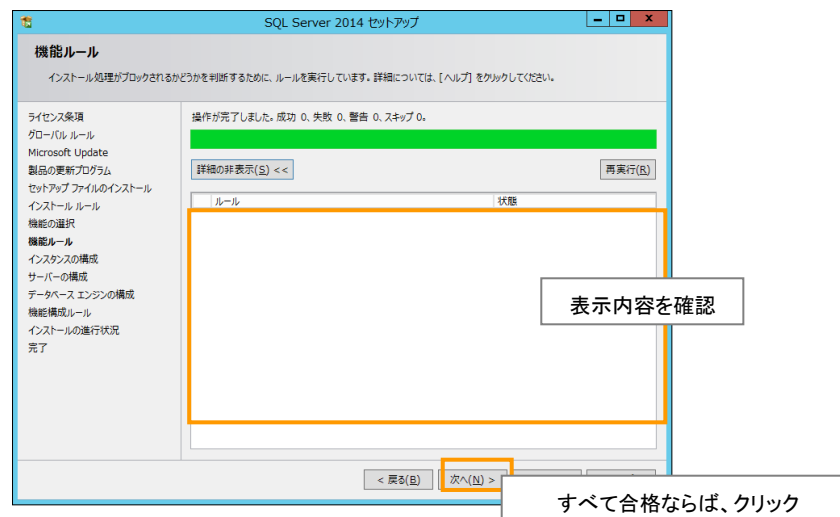 SQL Server 2014 セットアップ
機能ルール
インストール処理がブロックされるかどうかを判断するために、ルールを実行しています。詳細については、[ヘルプ] をクリックしてください。
ライセンス条項
グローバル ルール
Microsoft Update
製品の更新プログラム
セットアップ ファイルのインストール
インストール ルール
機能の選択
機能ルール
インスタンスの構成
サーバーの構成
データベース エンジンの構成
機能構成ルール
インストールの進行状況
完了
操作が完了しました。成功 0、失敗 0、警告 0、スキップ 0。
詳細の非表示(S) <<
再実行(R)
ルール
状態
表示内容を確認
< 戻る(B)
次へ(N) >
すべて合格ならば、クリック